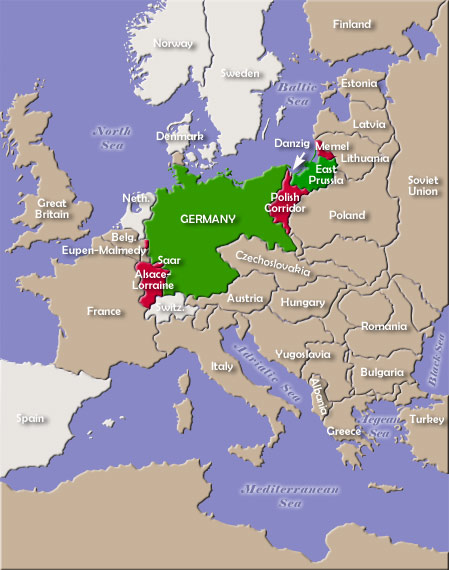 Finland
Norway
Sweden
Baltic
Sea
Estonia
North
Sea
Latvia
Denmark
Danzig
Memel
Lithuania
East
Prussia
Soviet
Union
Neth.
Great
Britain
GERMANY
Polish
Corridor
Poland
Belg.
Eupen-Malmedy
Saar
Czechoslovakia
Alsace-
Lorraine
Austria
Hungary
France
Switz.
Romania
Black Sea
Adriatic
Sea
Yugoslavia
Italy
Bulgaria
Albania
Spain
Aegean
Sea
Turkey
Greece
Mediterranean
Sea